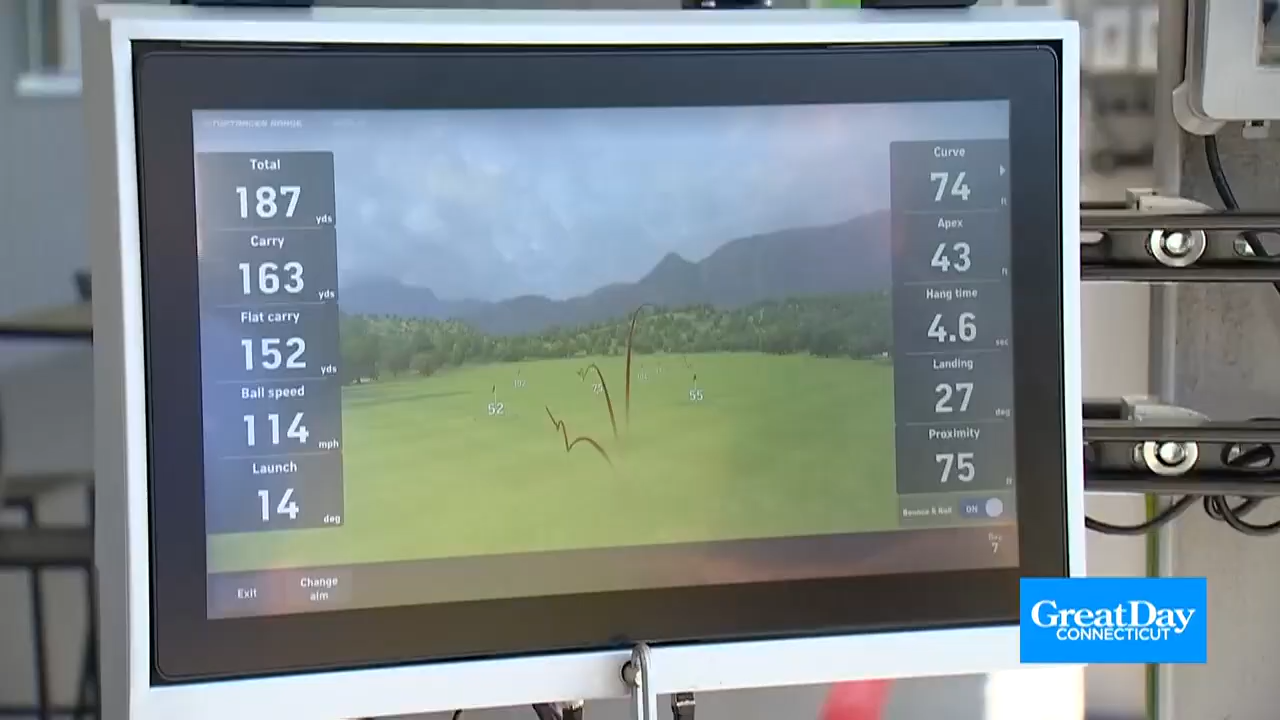 TOPTRACER RANGE
Total
187 yds
Carry
163 yds
Flat carry
152 yds
Ball speed
114 mph
Launch
14 deg
Curve
74 ft
Apex
43 ft
Hang time
4.6 sec
Landing
27 deg
Proximity
75 ft
Bounce & Roll ON
52
55
Exit
Change
aim
Bay
7
GreatDay
CONNECTICUT